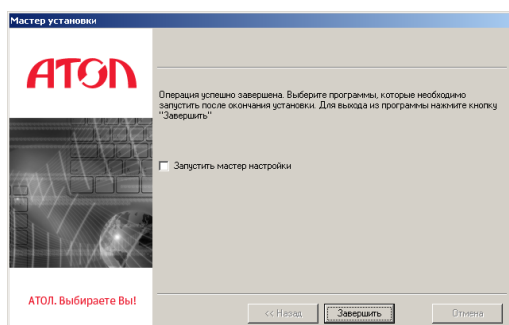 Мастер установки
АТОЛ
Операция успешно завершена. Выберите программы, которые необходимо
запустить после окончания установки. Для выхода из программы нажмите кнопку
"Завершить"
Запустить мастер настройки
АТОЛ. Выбираете Вы!
<< Назад
Завершить
Отмена